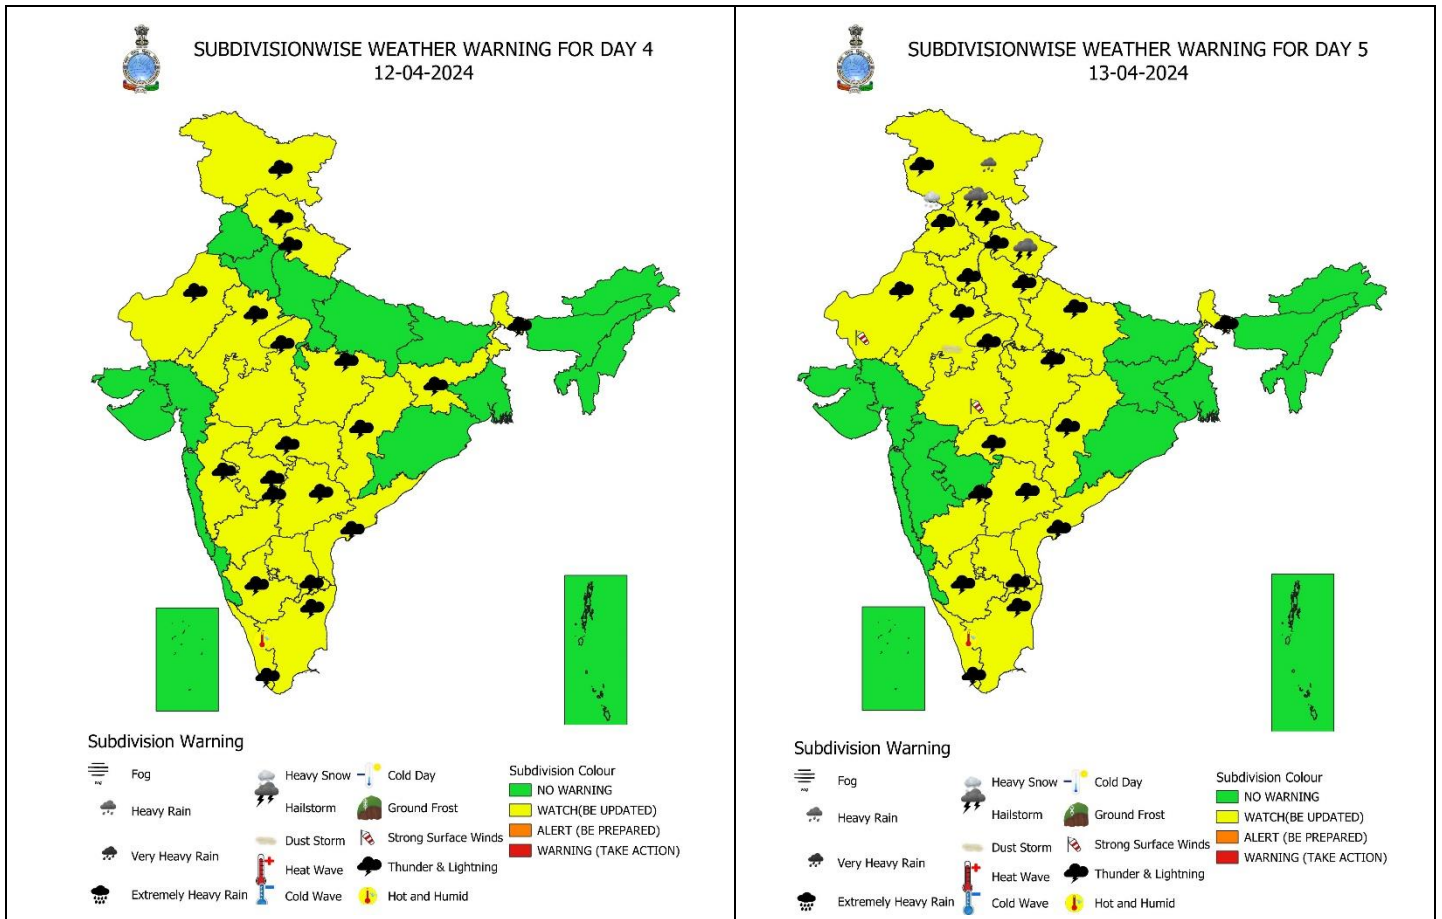 SUBDIVISIONWISE WEATHER WARNING FOR DAY 4
12-04-2024
Subdivision Warning
Fog
Heavy Rain
Very Heavy Rain
Extremely Heavy Rain
Heavy Snow
Hailstorm
Dust Storm
Heat Wave
Cold Wave
Cold Day
Ground Frost
Strong Surface Winds
Thunder & Lightning
Hot and Humid
Subdivision Colour
NO WARNING
WATCH(BE UPDATED)
ALERT (BE PREPARED)
WARNING (TAKE ACTION)
SUBDIVISIONWISE WEATHER WARNING FOR DAY 5
13-04-2024
Subdivision Warning
Fog
Heavy Rain
Very Heavy Rain
Extremely Heavy Rain
Heavy Snow
Hailstorm
Dust Storm
Heat Wave
Cold Wave
Cold Day
Ground Frost
Strong Surface Winds
Thunder & Lightning
Hot and Humid
Subdivision Colour
NO WARNING
WATCH(BE UPDATED)
ALERT (BE PREPARED)
WARNING (TAKE ACTION)